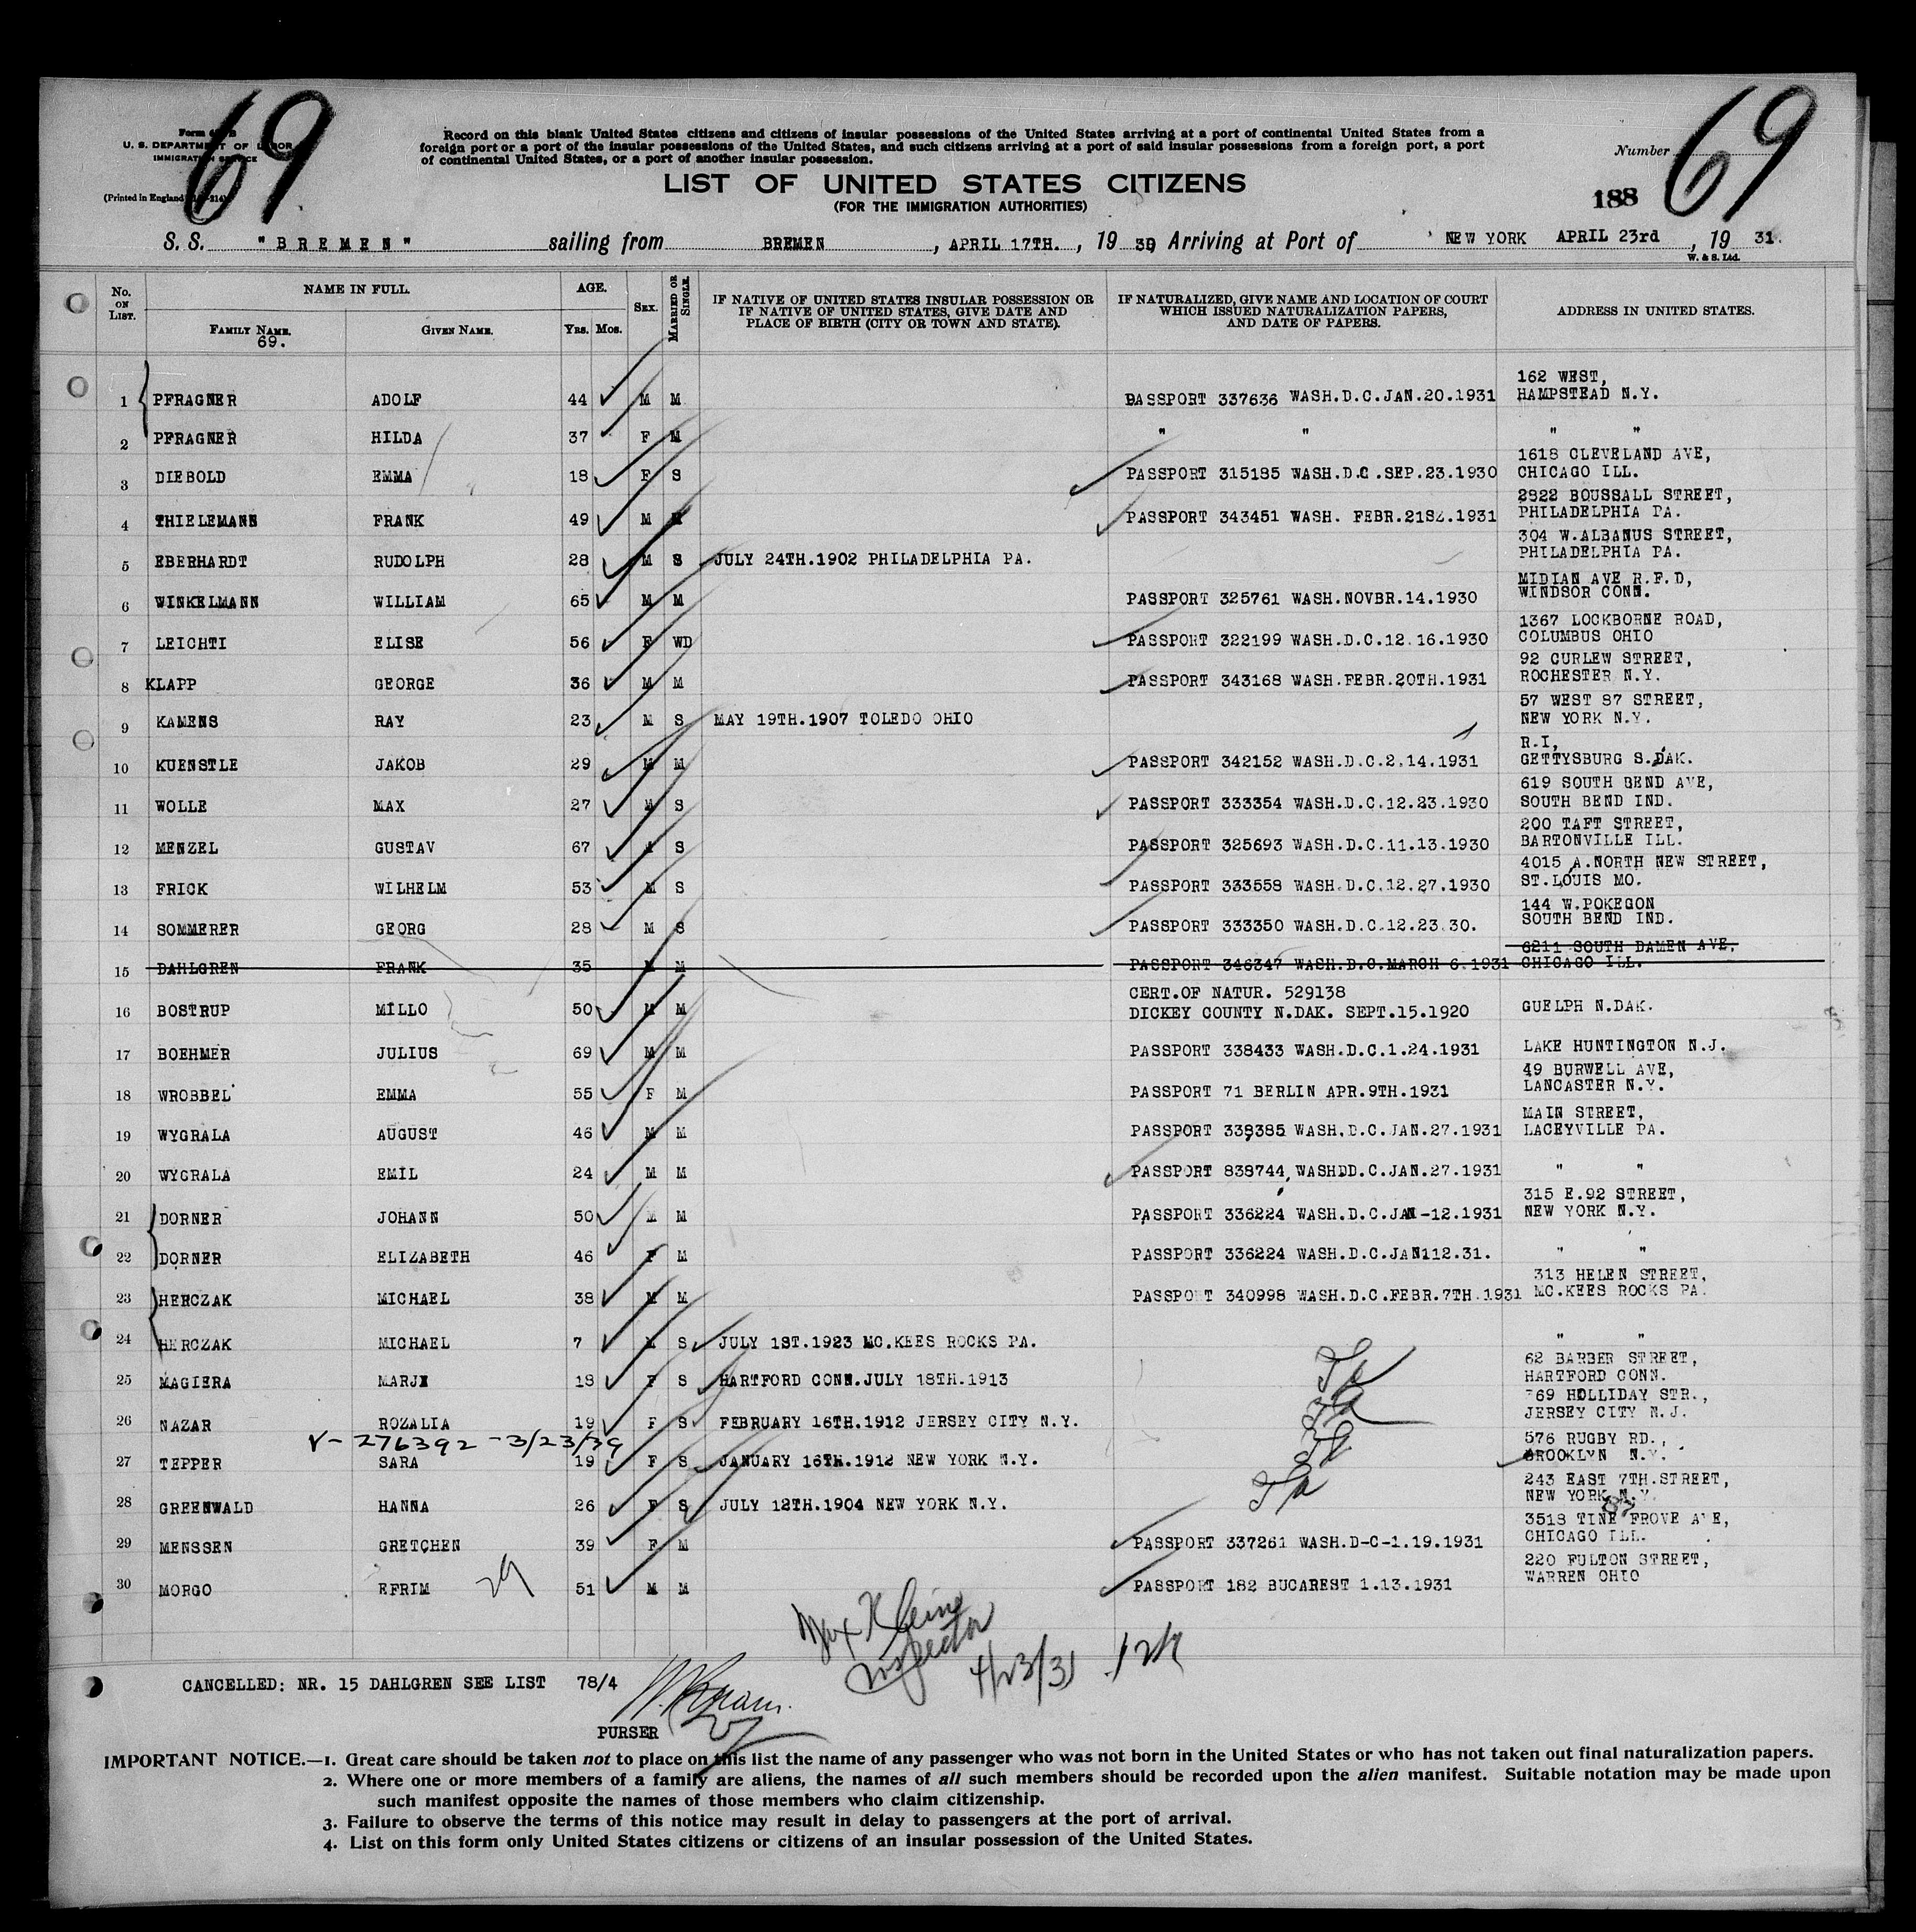 69
69
U. S. DEPARTMENT OF LABOR
IMMIGRATION SERVICE
(Printed in England
Record on this blank United States citizens and citizens of insular possessions of the United States arriving at a port of continental United States from a
foreign port or a port of the insular possessions of the United States, and such citizens arriving at a port of said insular possessions from a foreign port, a port
of continental United States, or a port of another insular possession.
Number
LIST OF UNITED STATES CITIZENS
(FOR THE IMMIGRATION AUTHORITIES)
188
S. S. "BREMEN" sailing from BREMEN, APRIL 17TH., 19 Arriving at Port of NEW YORK APRIL 23rd, 19 31.
W. & S. Ltd.
No. ON LIST. NAME IN FULL. AGE. SEX. MARRIED OR SINGLE. IF NATIVE OF UNITED STATES INSULAR POSSESSION OR IF NATIVE OF UNITED STATES, GIVE DATE AND PLACE OF BIRTH (CITY OR TOWN AND STATE). IF NATURALIZED, GIVE NAME AND LOCATION OF COURT WHICH ISSUED NATURALIZATION PAPERS, AND DATE OF PAPERS. ADDRESS IN UNITED STATES.
FAMILY NAME. GIVEN NAME. YRS. MOS.
69.
162 WEST,
1 PFRAGNER ADOLF 44 M M PASSPORT 337636 WASH.D.C.JAN.20.1931 HAMPSTEAD N.Y.
2 PFRAGNER HILDA 37 F M " " " "
1618 CLEVELAND AVE,
3 DIEBOLD EMMA 18 F S PASSPORT 315185 WASH.D.C.SEP.23.1930 CHICAGO ILL.
2822 BOUSSALL STREET,
4 THIELEMANN FRANK 49 M M PASSPORT 343451 WASH. FEBR. PHILADELPHIA PA.
304 W.ALBANUS STREET,
5 EBERHARDT RUDOLPH 28 M S JULY 24TH.1902 PHILADELPHIA PA. PHILADELPHIA PA.
MIDIAN AVE R.F.D,
6 WINKELMANN WILLIAM 65 M M PASSPORT 325761 WASH.NOVBR.14.1930 WINDSOR CONN.
1367 LOCKBORNE ROAD,
7 LEICHTI ELISE 56 F WD PASSPORT 322199 WASH.D.C.12.16.1930 COLUMBUS OHIO
92 CURLEW STREET,
8 KLAPP GEORGE 36 M M PASSPORT 343168 WASH.FEBR.20TH.1931 ROCHESTER N.Y.
57 WEST 87 STREET,
9 KAMENS RAY 23 M S MAY 19TH.1907 TOLEDO OHIO NEW YORK N.Y.
R.I,
10 KUENSTLE JAKOB 29 M M PASSPORT 342152 WASH.D.C.2.14.1931 GETTYSBURG S.DAK.
619 SOUTH BEND AVE,
11 WOLLE MAX 27 M S PASSPORT 333354 WASH.D.C.12.23.1930 SOUTH BEND IND.
200 TAFT STREET,
12 MENZEL GUSTAV 67 S PASSPORT 325693 WASH.D.C.11.13.1930 BARTONVILLE ILL.
4015 A.NORTH NEW STREET,
13 FRICK WILHELM 53 M S PASSPORT 333558 WASH.D.C.12.27.1930 ST.LOUIS MO.
144 W.POKEGON
14 SOMMERER GEORG 28 M S PASSPORT 333350 WASH.D.C.12.23.30. SOUTH BEND IND.
6211 SOUTH DAMEN AVE.
15 DAHLGREN FRANK 35 M M PASSPORT 346347 WASH.D.C.MARCH 6.1931 CHICAGO ILL.
CERT.OF NATUR. 529138
16 BOSTRUP MILLO 50 M M DICKEY COUNTY N.DAK. SEPT.15.1920 GUELPH N.DAK.
17 BOEHMER JULIUS 69 M M PASSPORT 338433 WASH.D.C.1.24.1931 LAKE HUNTINGTON N.J.
49 BURWELL AVE,
18 WROBBEL EMMA 55 F M PASSPORT 71 BERLIN APR.9TH.1931 LANCASTER N.Y.
MAIN STREET,
19 WYGRALA AUGUST 46 M M PASSPORT 338385 WASH.D.C.JAN.27.1931 LACEYVILLE PA.
20 WYGRALA EMIL 24 M M PASSPORT 838744, WASHDD.C.JAN.27.1931 " "
315 E.92 STREET,
21 DORNER JOHANN 50 M PASSPORT 336224 WASH.D.C.JAN-12.1931 NEW YORK N.Y.
22 DORNER ELIZABETH 46 F M PASSPORT 336224 WASH.D.C.JAN112.31. " "
313 HELEN STREET,
23 HERCZAK MICHAEL 38 M M PASSPORT 340998 WASH.D.C.FEBR.7TH.1931 MC.KEES ROCKS PA.
24 HERCZAK MICHAEL 7 S JULY 1ST.1923 MC.KEES ROCKS PA. " "
62 BARBER STREET,
25 MAGIERA 18 F S HARTFORD CONN.JULY 18TH.1913 HARTFORD CONN.
769 HOLLIDAY STR.,
26 NAZAR ROZALIA 19 F S FEBRUARY 16TH.1912 JERSEY CITY N.Y. JERSEY CITY N.J.
V-276392 -3/23/39
576 RUGBY RD.,
27 TEPPER SARA 19 F S JANUARY 16TH.1912 NEW YORK N.Y. BROOKLYN N.Y.
243 EAST 7TH.STREET,
28 GREENWALD HANNA 26 F S JULY 12TH.1904 NEW YORK N.Y. NEW YORK N.Y.
3518 TINE FROVE AVE,
29 MENSSEN GRETCHEN 39 F M PASSPORT 337261 WASH.D-C-1.19.1931 CHICAGO ILL.
220 FULTON STREET,
30 MORGO EFRIM 29 51 M M PASSPORT 182 BUCAREST 1.13.1931 WARREN OHIO
Max Kleine
Inspector
4/23/31
CANCELLED: NR. 15 DAHLGREN SEE LIST 78/4
PURSER
IMPORTANT NOTICE.—1. Great care should be taken not to place on this list the name of any passenger who was not born in the United States or who has not taken out final naturalization papers.
2. Where one or more members of a family are aliens, the names of all such members should be recorded upon the alien manifest. Suitable notation may be made upon
such manifest opposite the names of those members who claim citizenship.
3. Failure to observe the terms of this notice may result in delay to passengers at the port of arrival.
4. List on this form only United States citizens or citizens of an insular possession of the United States.